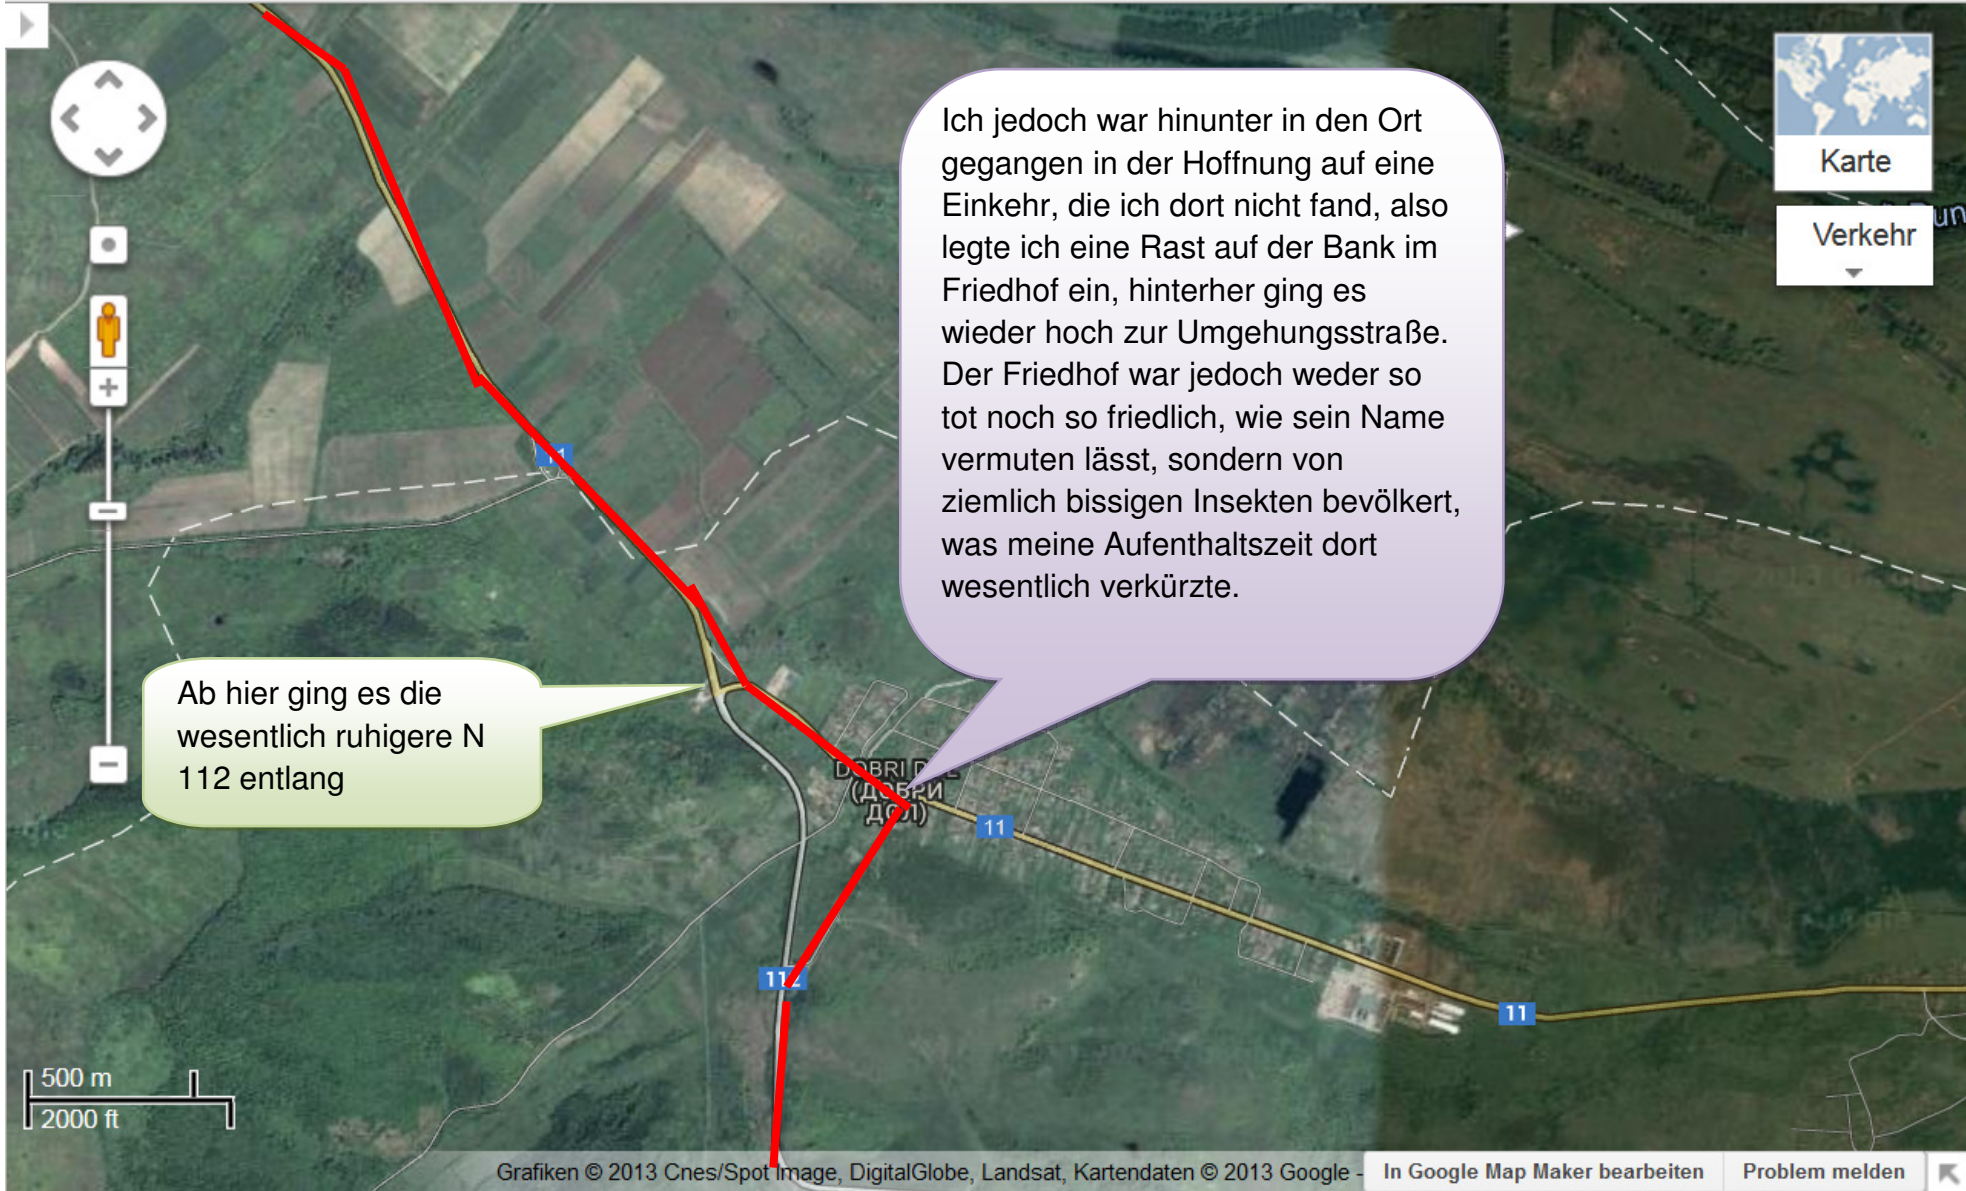 Ich jedoch war hinunter in den Ort
gegangen in der Hoffnung auf eine
Einkehr, die ich dort nicht fand, also
legte ich eine Rast auf der Bank im
Friedhof ein, hinterher ging es
wieder hoch zur Umgehungsstraße.
Der Friedhof war jedoch weder so
tot noch so friedlich, wie sein Name
vermuten lässt, sondern von
ziemlich bissigen Insekten bevölkert,
was meine Aufenthaltszeit dort
wesentlich verkürzte.
Karte
Verkehr
11
Ab hier ging es die
wesentlich ruhigere N
112 entlang
DOBRI
(ДОБРИ
ДОЛ)
11
112
11
500 m
2000 ft
Grafiken © 2013 Cnes/Spot Image, DigitalGlobe, Landsat, Kartendaten © 2013 Google -
In Google Map Maker bearbeiten
Problem melden